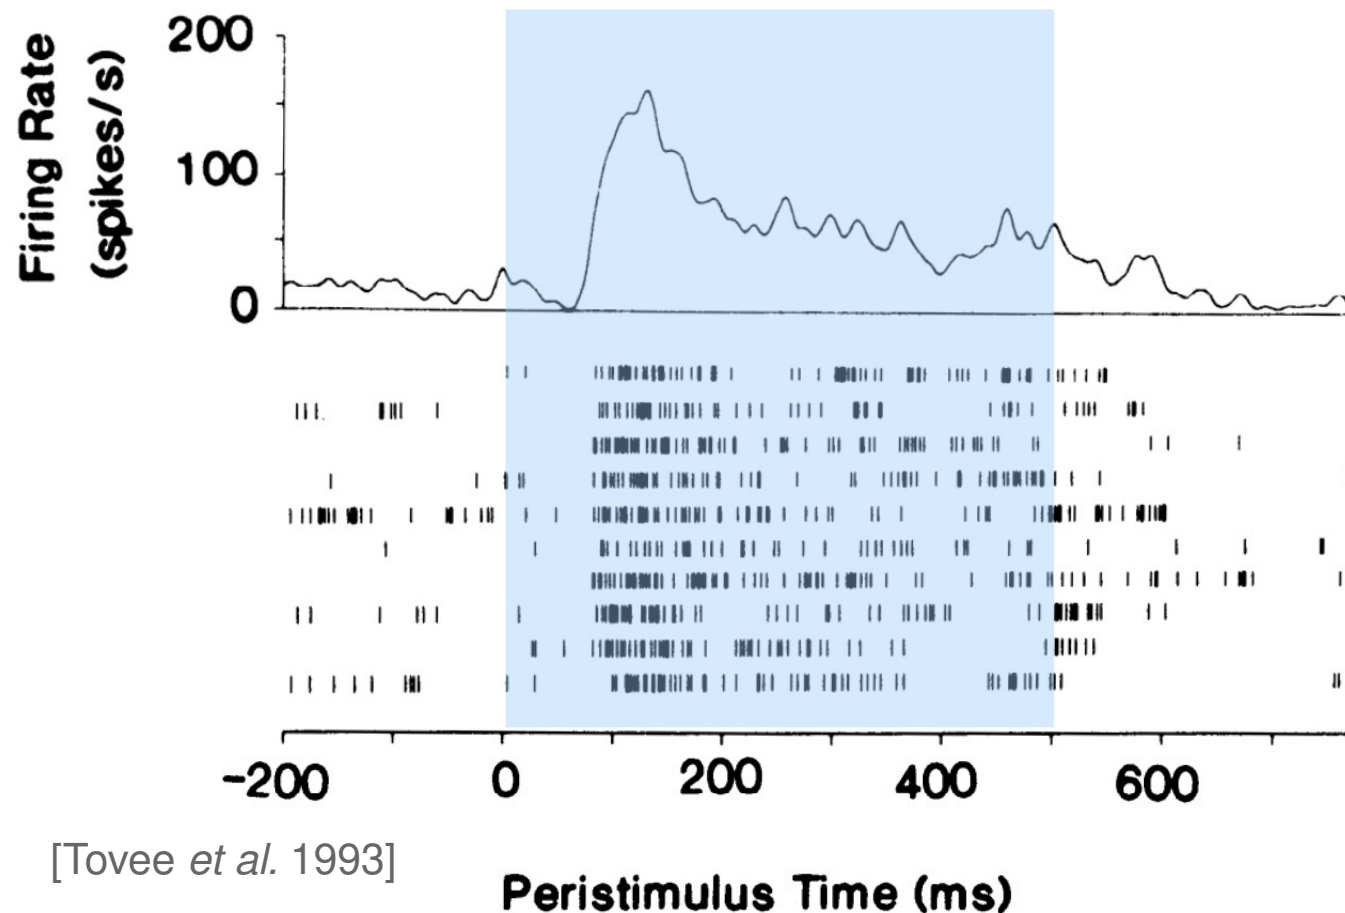 Firing Rate
(spikes/s)
200
100
0
-200 0 200 400 600
[Tovee et al. 1993]
Peristimulus Time (ms)